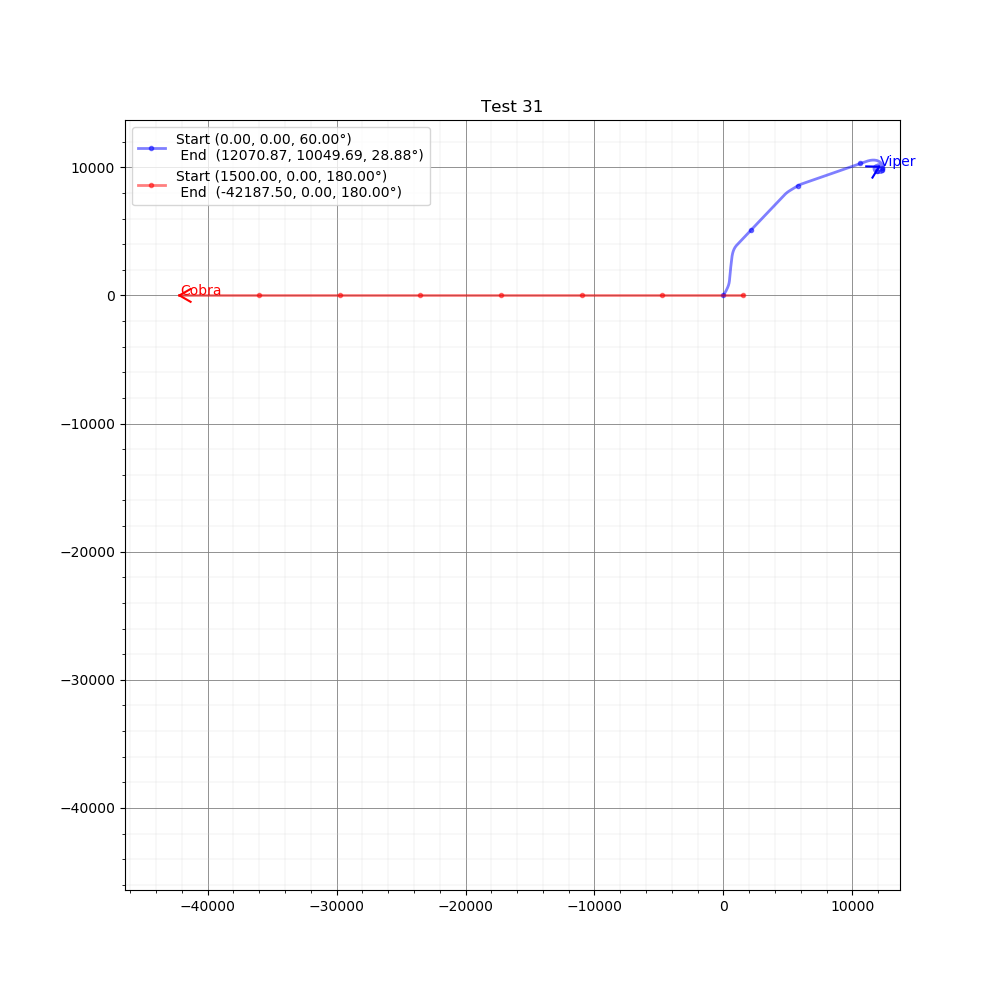 Test 31
Start (0.00, 0.00, 60.00°)
End (12070.87, 10049.69, 28.88°)
Start (1500.00, 0.00, 180.00°)
End (-42187.50, 0.00, 180.00°)
Viper
Cobra
10000
0
−10000
−20000
−30000
−40000
−40000
−30000
−20000
−10000
0
10000